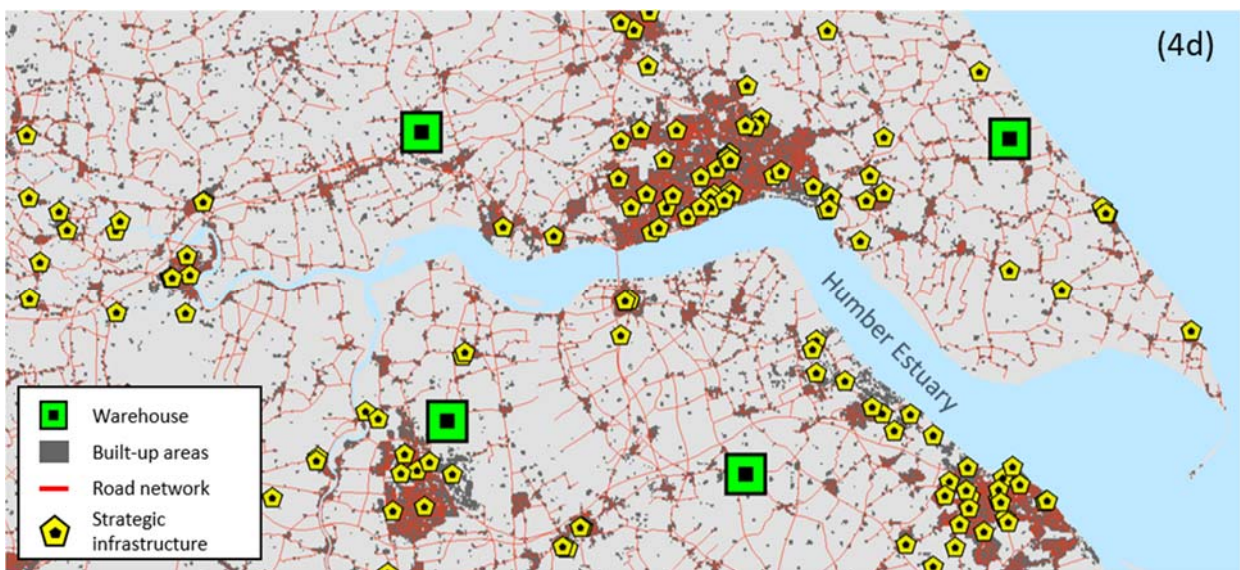 (4d)
Humber Estuary
Warehouse
Built-up areas
Road network
Strategic
infrastructure